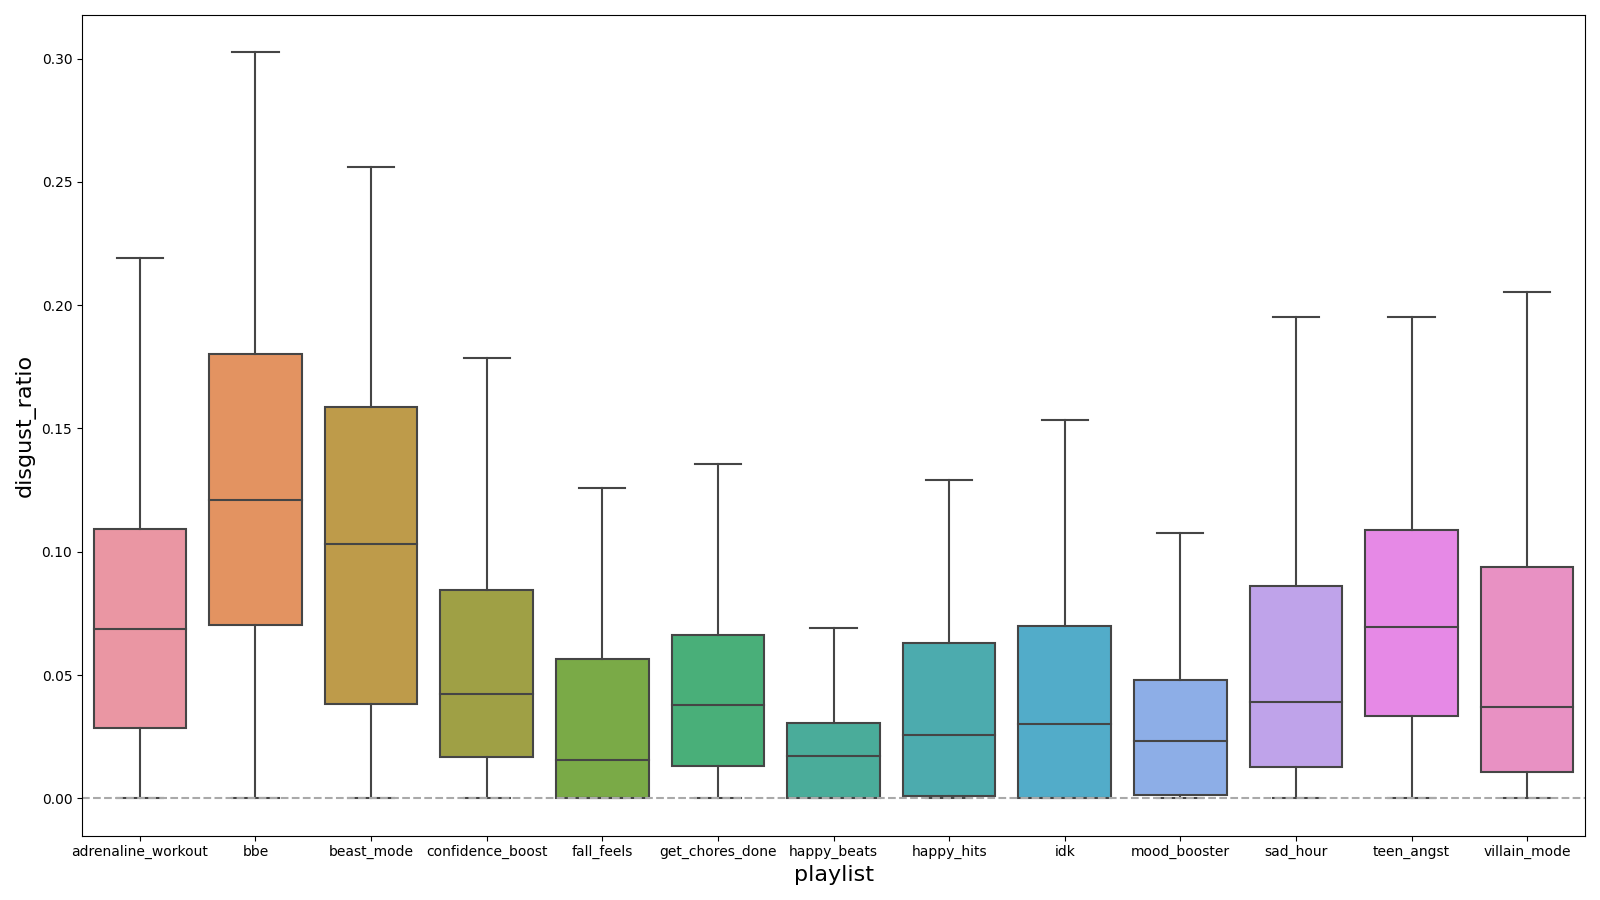 disgust_ratio
0.30
0.25
0.20
0.15
0.10
0.05
0.00
adrenaline_workout bbe beast_mode confidence_boost fall_feels get_chores_done happy_beats happy_hits idk mood_booster sad_hour teen_angst villain_mode
playlist